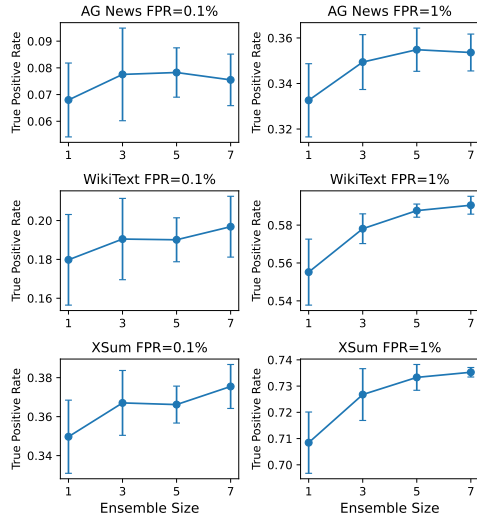 AG News FPR=0.1%
True Positive Rate
0.09
0.08
0.07
0.06
1 3 5 7
AG News FPR=1%
True Positive Rate
0.36
0.34
0.32
1 3 5 7
WikiText FPR=0.1%
True Positive Rate
0.20
0.18
0.16
1 3 5 7
WikiText FPR=1%
True Positive Rate
0.58
0.56
0.54
1 3 5 7
XSum FPR=0.1%
True Positive Rate
0.38
0.36
0.34
1 3 5 7
Ensemble Size
XSum FPR=1%
True Positive Rate
0.74
0.73
0.72
0.71
0.70
1 3 5 7
Ensemble Size